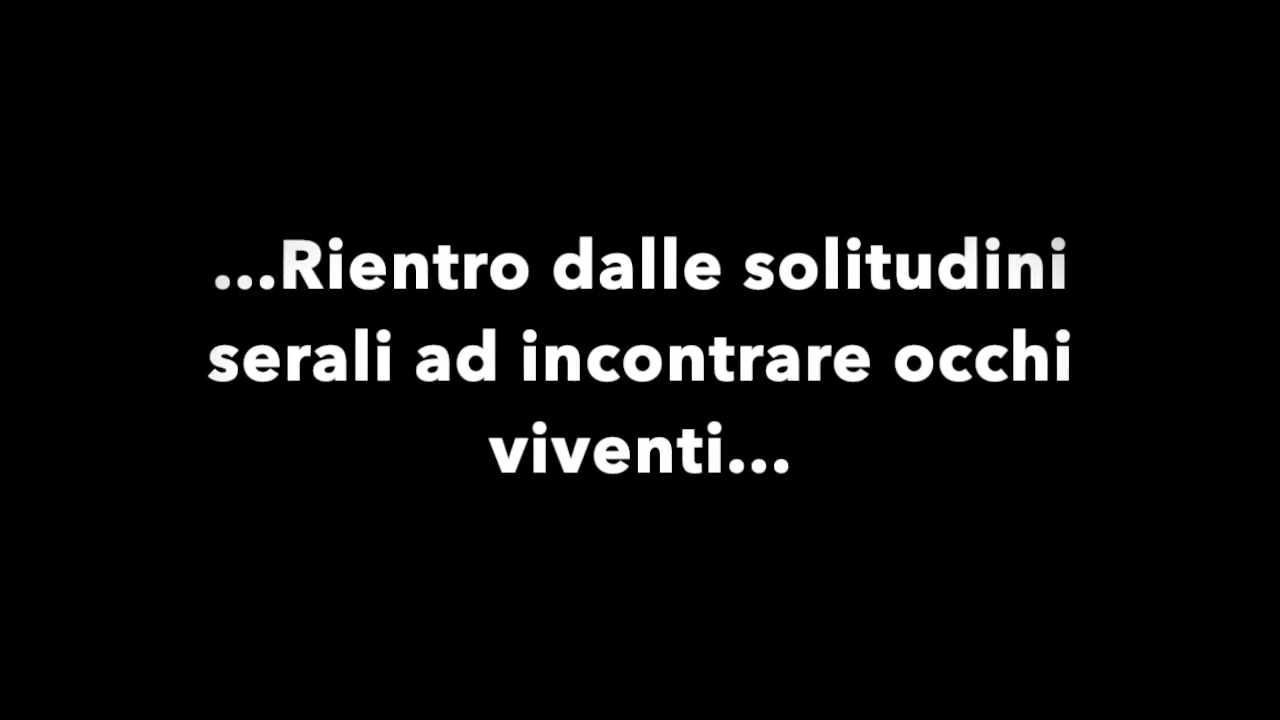 ...Rientro dalle solitudini
serali ad incontrare occhi
viventi...